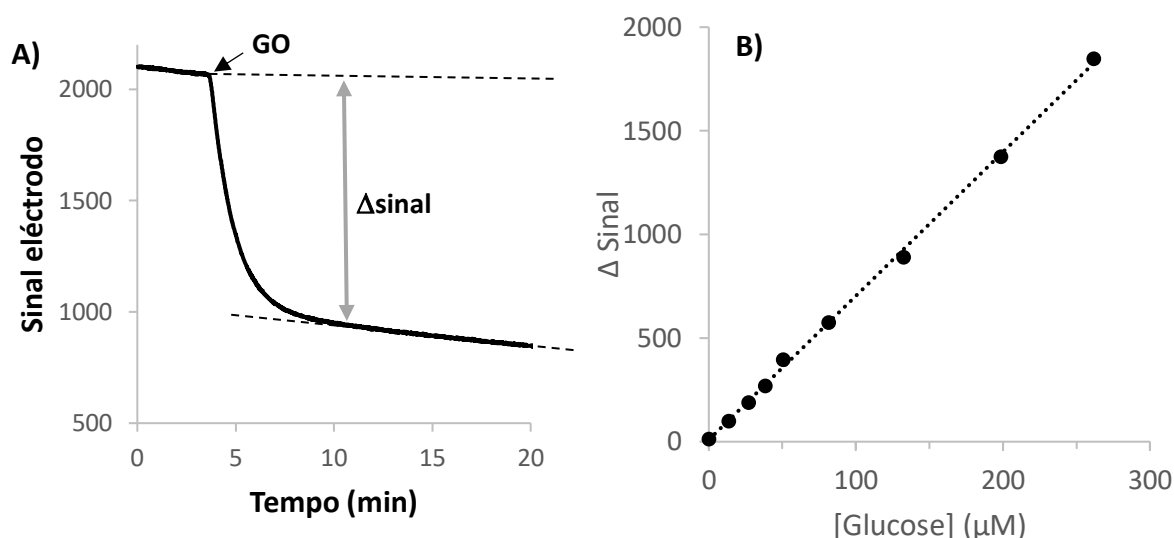 A)
GO
2000
1500
1000
500
Sinal eléctrodo
Δsinal
0
5
10
15
20
Tempo (min)
B)
2000
1500
1000
500
0
Δ Sinal
0
100
200
300
[Glucose] (µM)